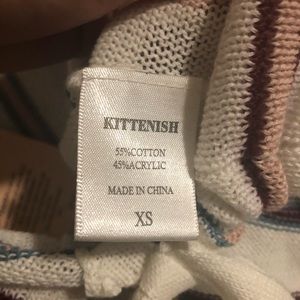 KITTENISH
55%COTTON
45%ACRYLIC
MADE IN CHINA
XS